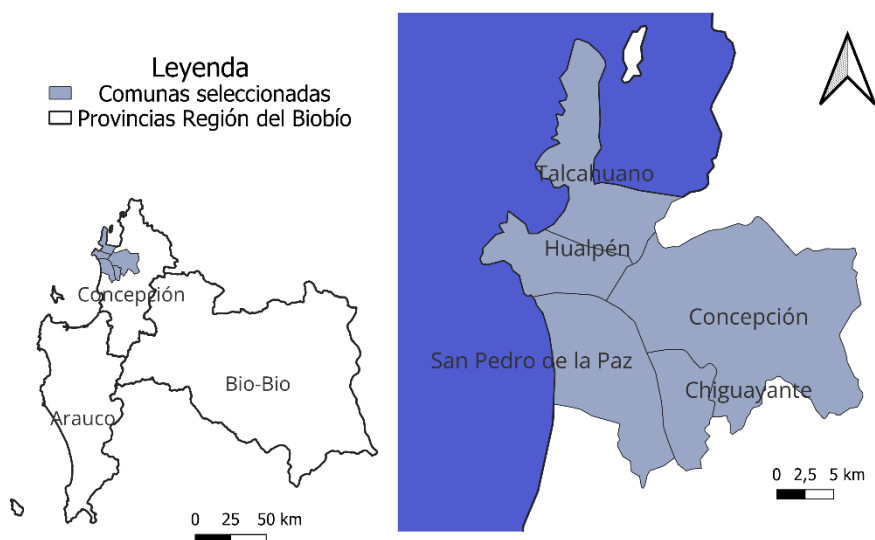 Leyenda
Comunas seleccionadas
Provincias Región del Biobío
Concepción
Bio-Bio
Arauco
0 25 50 km
Talcahuano
Hualpén
Concepción
San Pedro de la Paz
Chiguayante
0 2,5 5 km